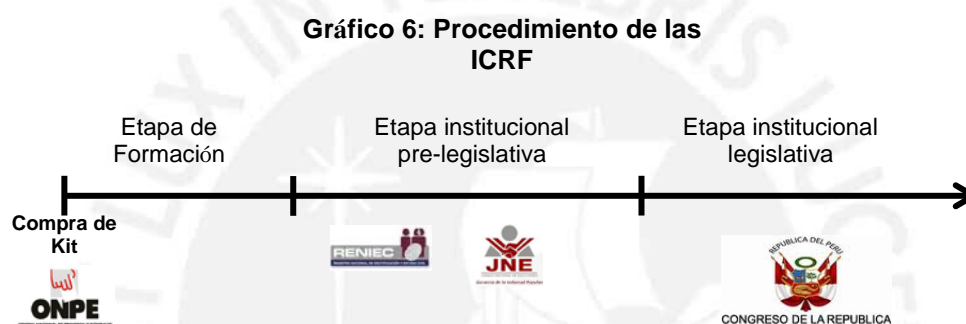 Gráfico 6: Procedimiento de las
ICRF
Etapa de
Formación
Etapa institucional
pre-legislativa
Etapa institucional
legislativa
Compra de
Kit
ONPE
RENIEC
JNE
REPUBLICA DEL PERU
CONGRESO DE LA REPUBLICA